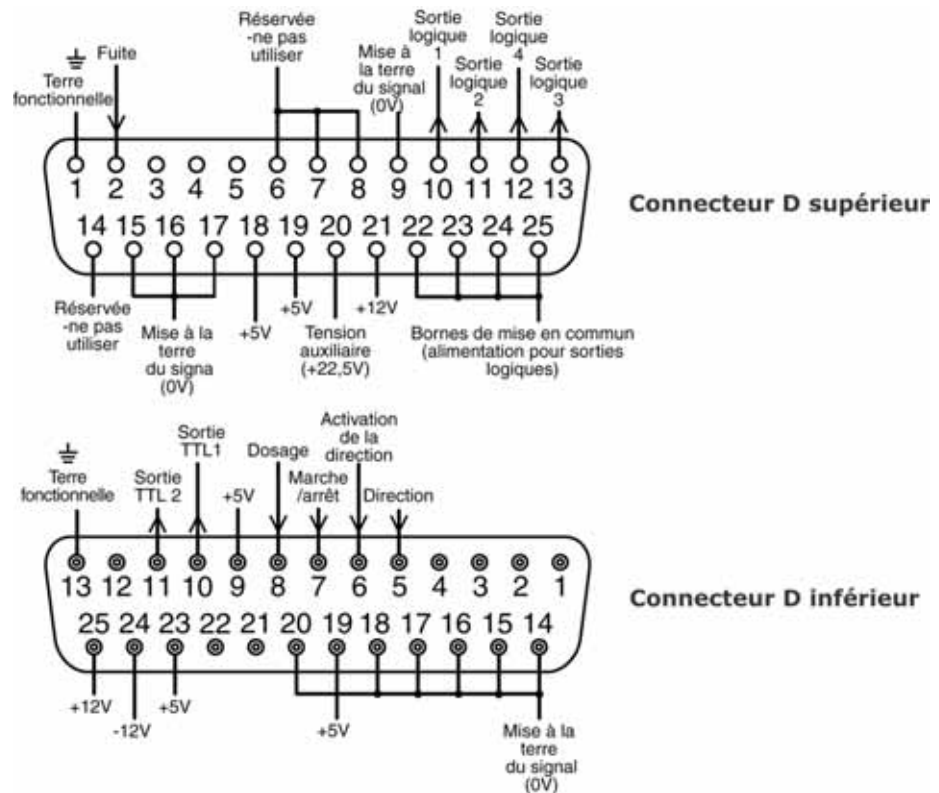 Terre
fonctionnelle
Fuite
Réservée
-ne pas
utiliser
Mise à
la terre
du signal
(0V)
Sortie
logique
1
Sortie
logique
2
Sortie
logique
4
Sortie
logique
3
1 2 3 4 5 6 7 8 9 10 11 12 13
14 15 16 17 18 19 20 21 22 23 24 25
Connecteur D supérieur
Réservée
-ne pas
utiliser
Mise à la
terre
du signa
(0V)
+5V
+5V
Tension
auxiliaire
(+22,5V)
+12V
Bornes de mise en commun
(alimentation pour sorties
logiques)
Terre
fonctionnelle
Sortie
TTL 2
Sortie
TTL1
+5V
Dosage
Marche
/arrêt
Activation
de la
direction
Direction
13 12 11 10 9 8 7 6 5 4 3 2 1
25 24 23 22 21 20 19 18 17 16 15 14
Connecteur D inférieur
+12V
-12V
+5V
+5V
Mise à la
terre
du signal
(0V)